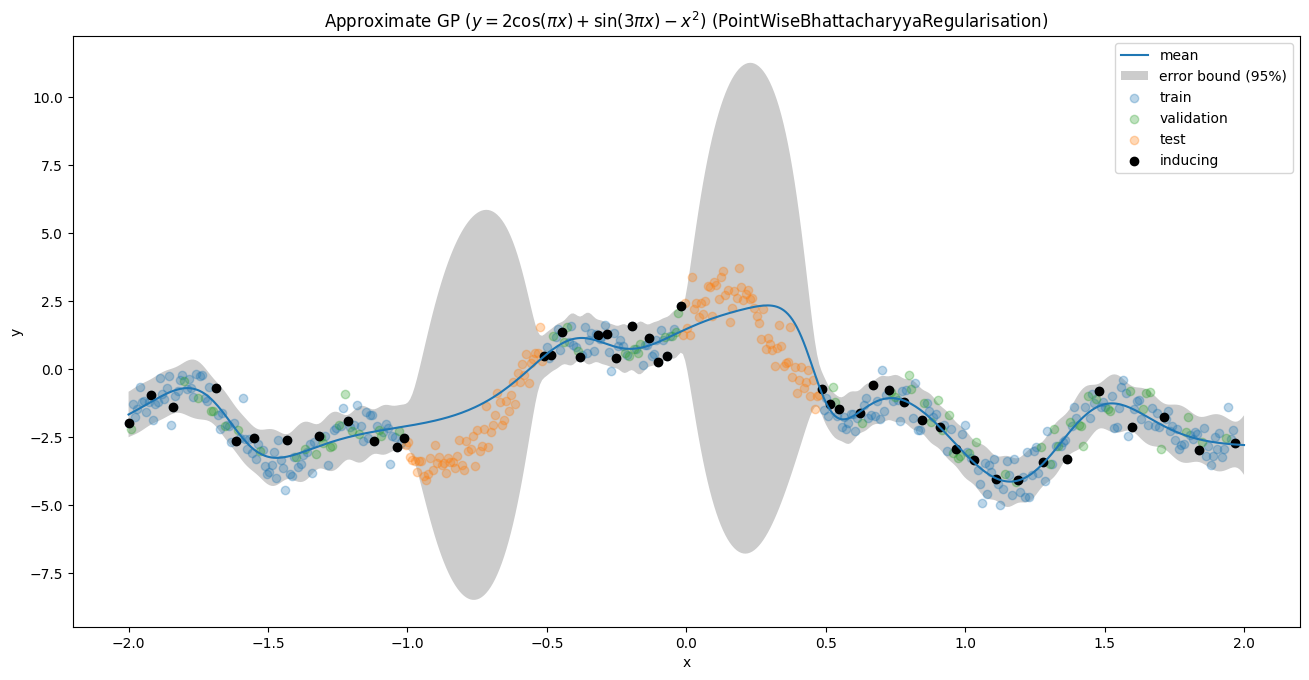 Approximate GP (y = 2cos(πx) + sin(3πx) − x²) (PointWiseBhattacharyyaRegularisation)
mean
error bound (95%)
train
validation
test
inducing
10.0
7.5
5.0
2.5
0.0
−2.5
−5.0
−7.5
y
−2.0 −1.5 −1.0 −0.5 0.0 0.5 1.0 1.5 2.0
x